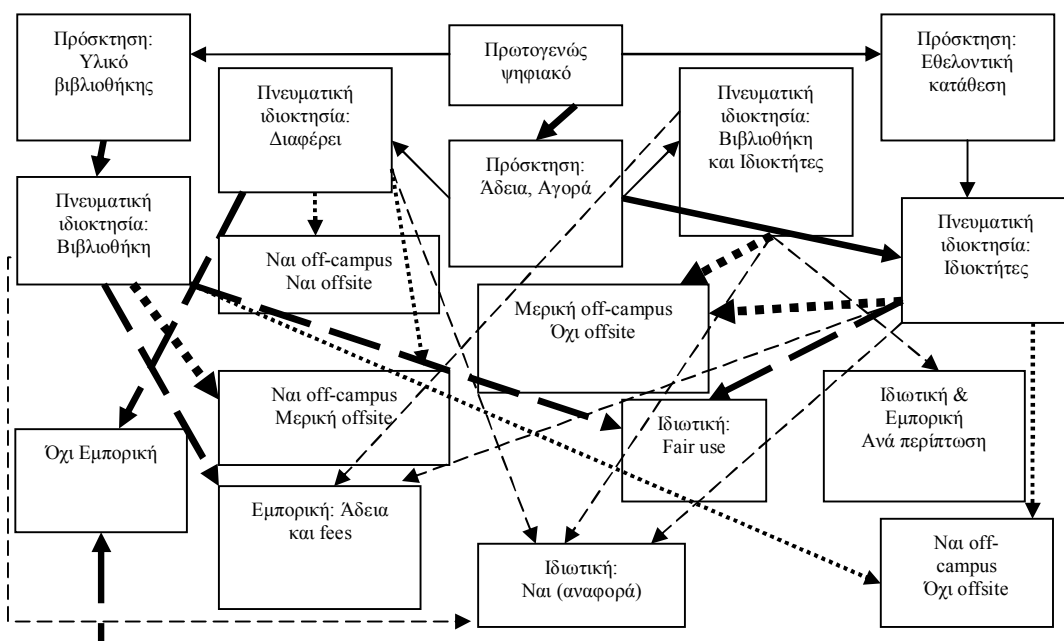 Πρόσκτηση:
Υλικό
βιβλιοθήκης
Πρωτογενώς
ψηφιακό
Πρόσκτηση:
Εθελοντική
κατάθεση
Πνευματική
ιδιοκτησία:
Διαφέρει
Πνευματική
ιδιοκτησία:
Βιβλιοθήκη
και Ιδιοκτήτες
Πρόσκτηση:
Άδεια, Αγορά
Πνευματική
ιδιοκτησία:
Βιβλιοθήκη
Πνευματική
ιδιοκτησία:
Ιδιοκτήτες
Ναι off-campus
Ναι offsite
Μερική off-campus
Όχι offsite
Ναι off-campus
Μερική offsite
Ιδιωτική &
Εμπορική
Ανά περίπτωση
Ιδιωτική:
Fair use
Όχι Εμπορική
Εμπορική: Άδεια
και fees
Ιδιωτική:
Ναι (αναφορά)
Ναι off-
campus
Όχι offsite